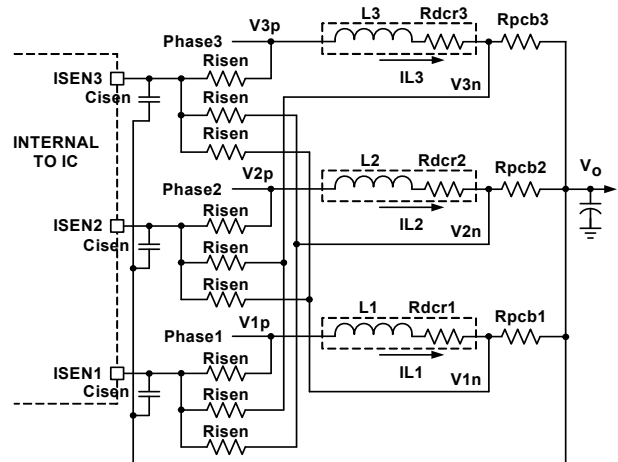 V3p L3 Rdcr3 Rpcb3
Phase3
Risen
ISEN3
IL3
V3n
Cisen
Risen
Risen
INTERNAL
TO IC
V2p L2 Rdcr2 Rpcb2
Phase2
Vo
Risen
ISEN2
IL2
V2n
Cisen
Risen
Risen
V1p L1 Rdcr1 Rpcb1
Phase1
Risen
ISEN1
IL1
V1n
Cisen
Risen
Risen